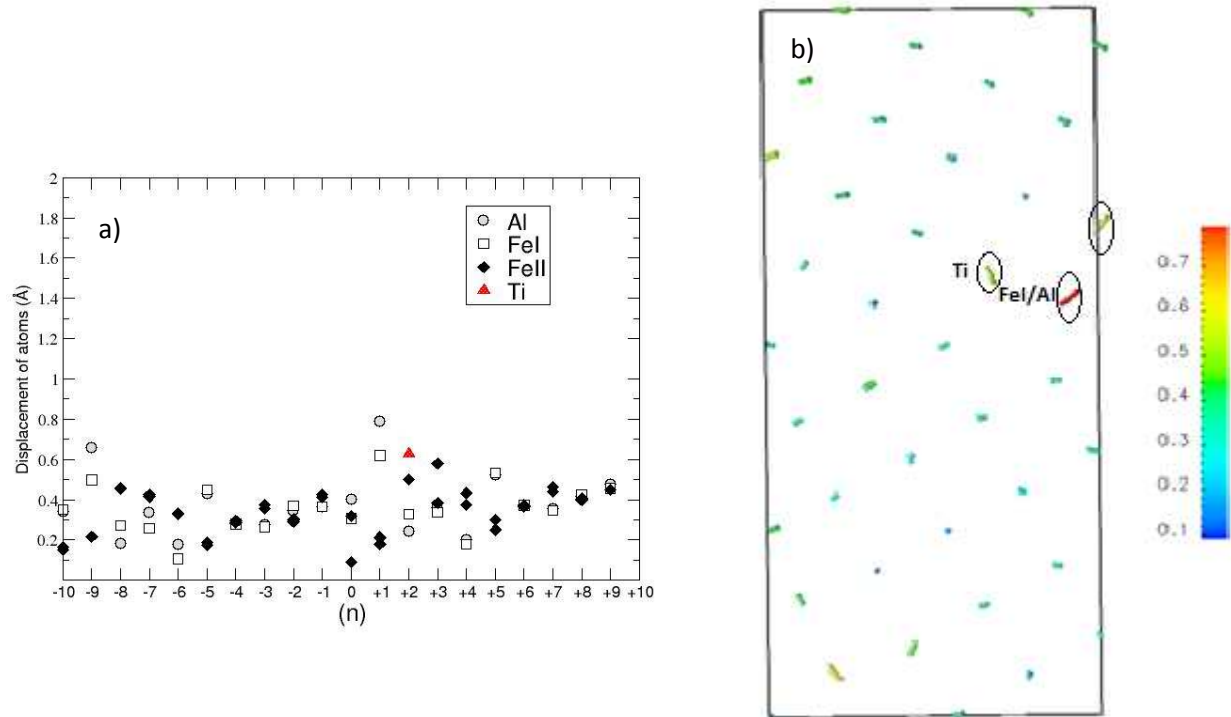 a)
Displacement of atoms (Å)
2
1.8
1.6
1.4
1.2
1
0.8
0.6
0.4
0.2
Al
FeI
FeII
Ti
-10 -9 -8 -7 -6 -5 -4 -3 -2 -1 0 +1 +2 +3 +4 +5 +6 +7 +8 +9 +10
(n)
b)
Ti
FeI/Al
0.7
0.6
0.5
0.4
0.3
0.2
0.1